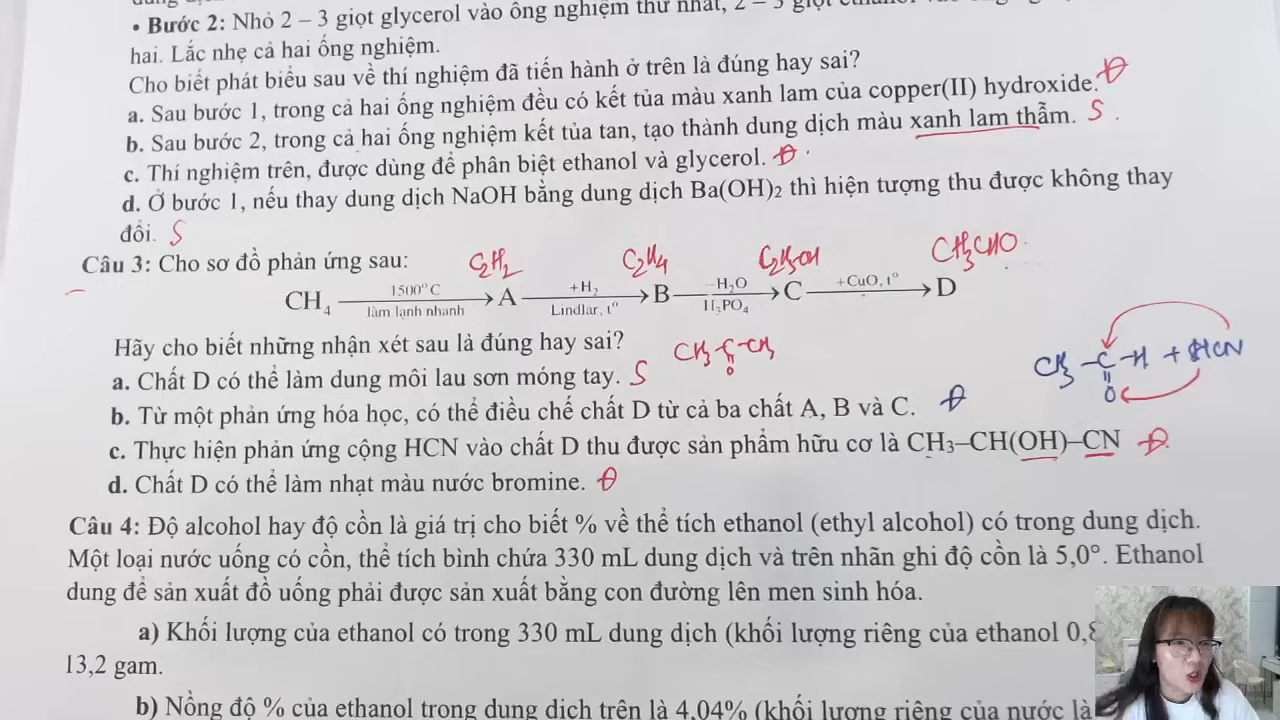 • Bước 2: Nhỏ 2 – 3 giọt glycerol vào ống nghiệm thứ nhất, 2 – 3 giọt
hai. Lắc nhẹ cả hai ống nghiệm.
Cho biết phát biểu sau về thí nghiệm đã tiến hành ở trên là đúng hay sai?
a. Sau bước 1, trong cả hai ống nghiệm đều có kết tủa màu xanh lam của copper(II) hydroxide. Đ
b. Sau bước 2, trong cả hai ống nghiệm kết tủa tan, tạo thành dung dịch màu xanh lam thẫm. S.
c. Thí nghiệm trên, được dùng để phân biệt ethanol và glycerol. Đ.
d. Ở bước 1, nếu thay dung dịch NaOH bằng dung dịch Ba(OH)₂ thì hiện tượng thu được không thay
đổi. S
Câu 3: Cho sơ đồ phản ứng sau:
C₂H₂ C₂H₄ C₂H₅OH CH₃CHO
1500°C +H₂ –H₂O +CuO, t°
CH₄ → A → B → C → D
làm lạnh nhanh Lindlar, t° H₃PO₄
Hãy cho biết những nhận xét sau là đúng hay sai?
CH₃–C–CH₃
O
a. Chất D có thể làm dung môi lau sơn móng tay. S
CH₃–C–H + HCN
O
b. Từ một phản ứng hóa học, có thể điều chế chất D từ cả ba chất A, B và C. Đ
c. Thực hiện phản ứng cộng HCN vào chất D thu được sản phẩm hữu cơ là CH₃–CH(OH)–CN Đ
d. Chất D có thể làm nhạt màu nước bromine. Đ
Câu 4: Độ alcohol hay độ cồn là giá trị cho biết % về thể tích ethanol (ethyl alcohol) có trong dung dịch.
Một loại nước uống có cồn, thể tích bình chứa 330 mL dung dịch và trên nhãn ghi độ cồn là 5,0°. Ethanol
dung để sản xuất đồ uống phải được sản xuất bằng con đường lên men sinh hóa.
a) Khối lượng của ethanol có trong 330 mL dung dịch (khối lượng riêng của ethanol 0,8
13,2 gam.
b) Nồng độ % của ethanol trong dung dịch trên là 4,04% (khối lượng riêng của nước là